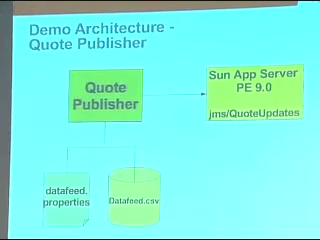 Demo Architecture -
Quote Publisher
Quote
Publisher
Sun App Server
PE 9.0
jms/QuoteUpdates
datafeed.
properties
Datafeed.csv